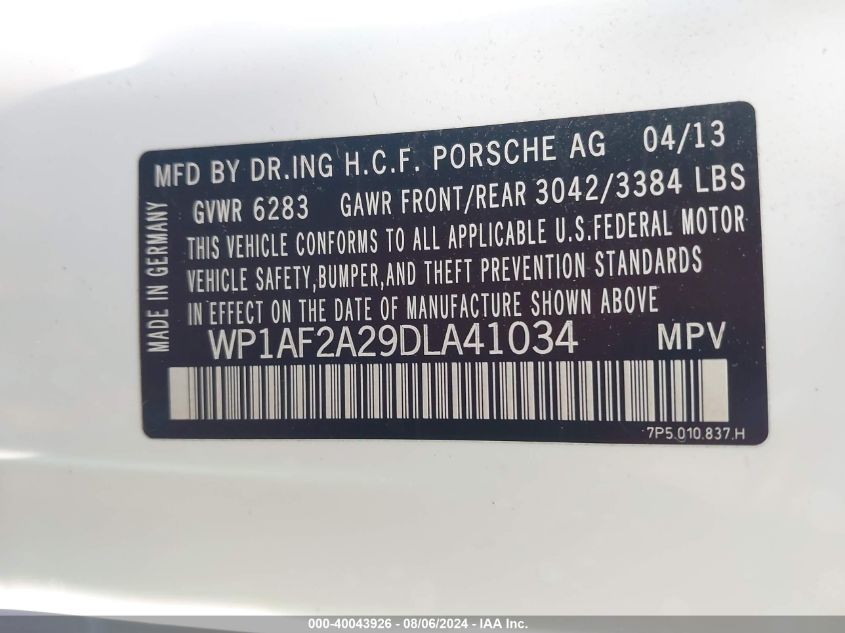 MFD BY DR.ING H.C.F. PORSCHE AG 04/13
GVWR 6283 GAWR FRONT/REAR 3042/3384 LBS
THIS VEHICLE CONFORMS TO ALL APPLICABLE U.S.FEDERAL MOTOR
VEHICLE SAFETY,BUMPER,AND THEFT PREVENTION STANDARDS
IN EFFECT ON THE DATE OF MANUFACTURE SHOWN ABOVE
MADE IN GERMANY
WP1AF2A29DLA41034 MPV
7P5.010.837.H
000-40043926 - 08/06/2024 - IAA Inc.